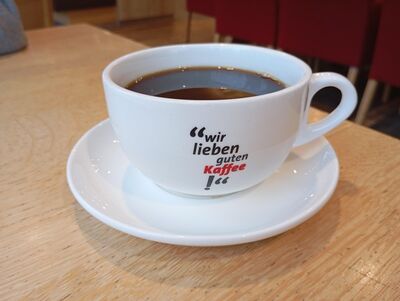 “wir
lieben
guten
Kaffee
!“